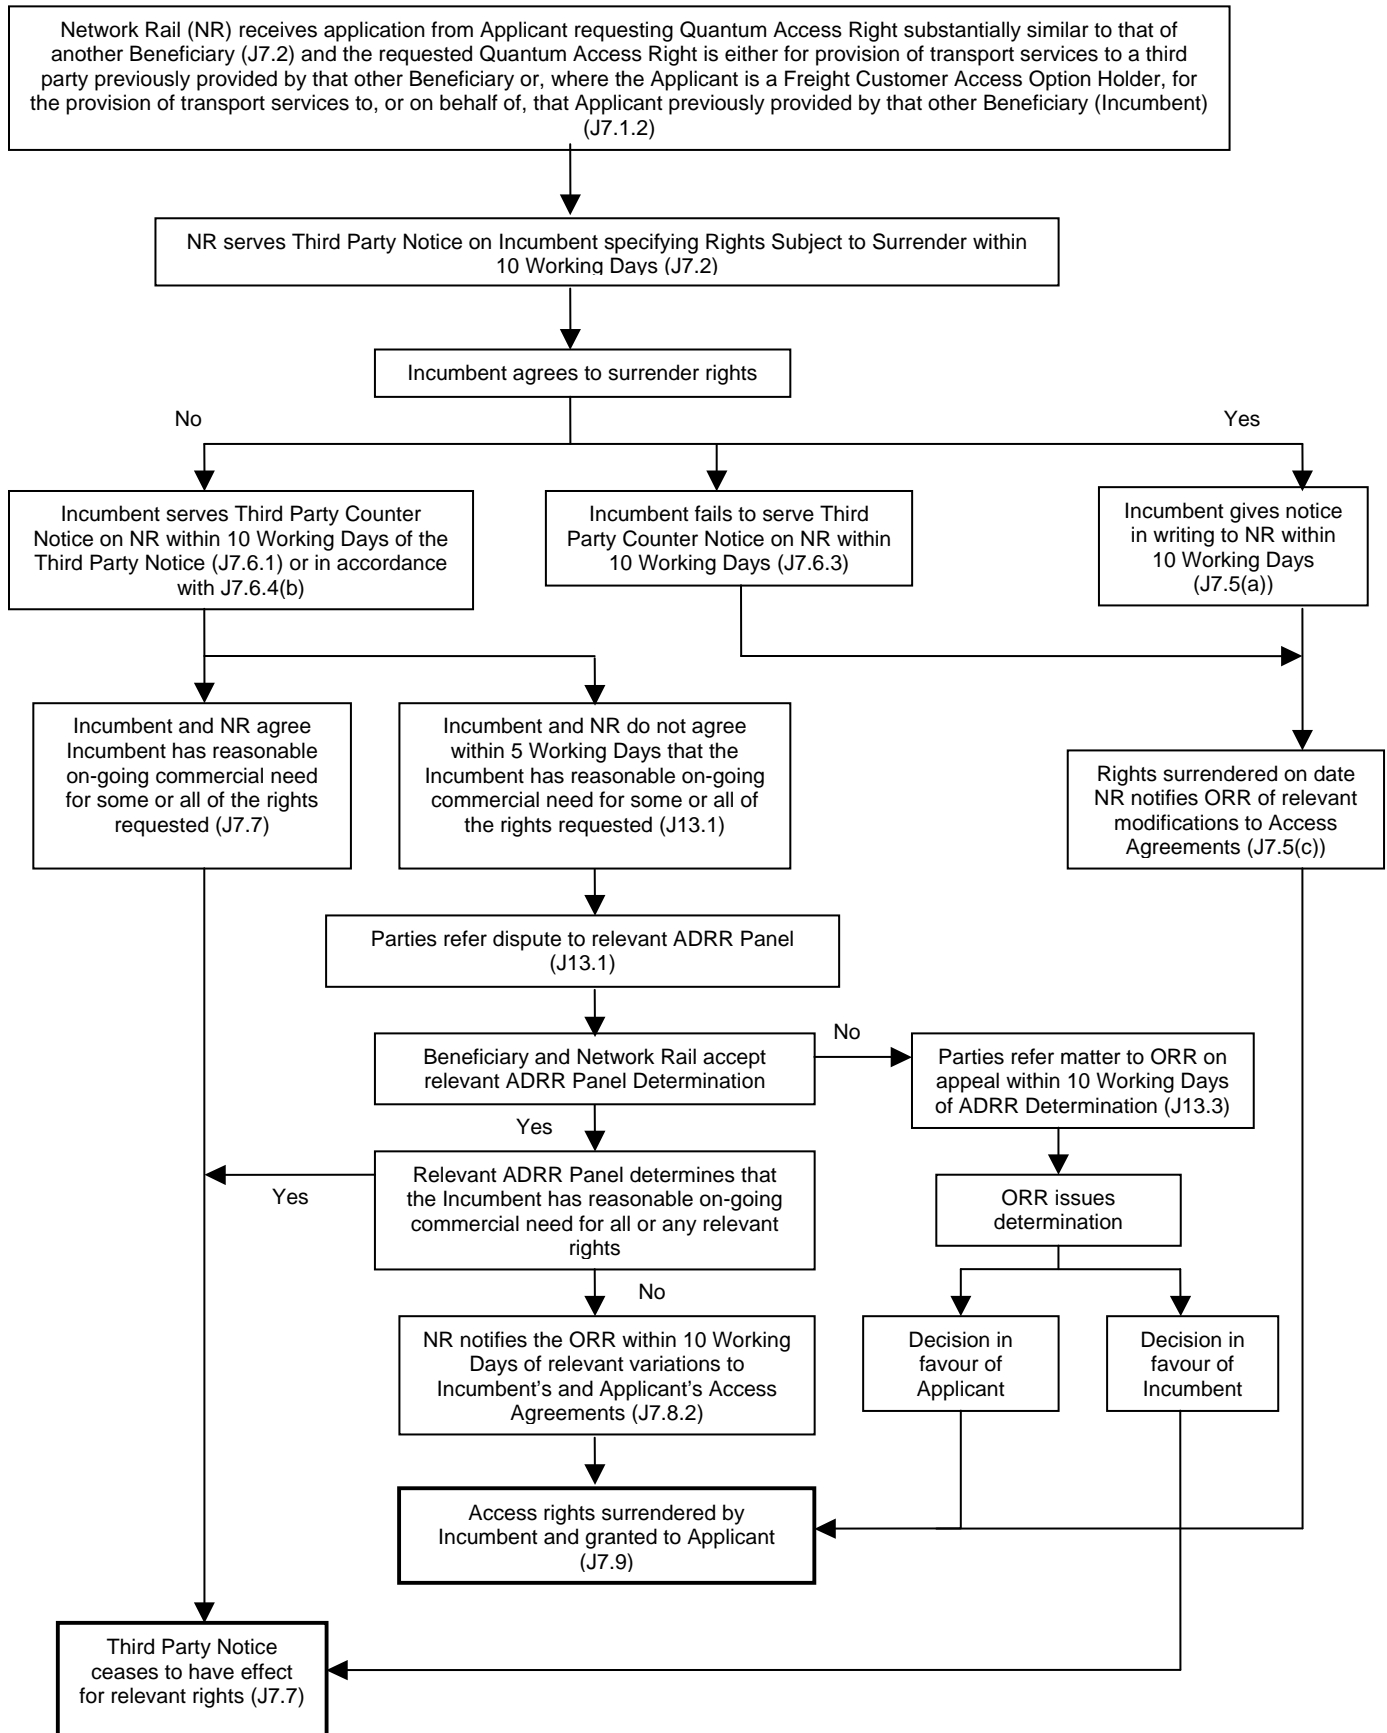 Network Rail (NR) receives application from Applicant requesting Quantum Access Right substantially similar to that of
another Beneficiary (J7.2) and the requested Quantum Access Right is either for provision of transport services to a third
party previously provided by that other Beneficiary or, where the Applicant is a Freight Customer Access Option Holder, for
the provision of transport services to, or on behalf of, that Applicant previously provided by that other Beneficiary (Incumbent)
(J7.1.2)
NR serves Third Party Notice on Incumbent specifying Rights Subject to Surrender within
10 Working Days (J7.2)
Incumbent agrees to surrender rights
No
Yes
Incumbent serves Third Party Counter
Notice on NR within 10 Working Days of the
Third Party Notice (J7.6.1) or in accordance
with J7.6.4(b)
Incumbent fails to serve Third
Party Counter Notice on NR within
10 Working Days (J7.6.3)
Incumbent gives notice
in writing to NR within
10 Working Days
(J7.5(a))
Incumbent and NR agree
Incumbent has reasonable
on-going commercial need
for some or all of the rights
requested (J7.7)
Incumbent and NR do not agree
within 5 Working Days that the
Incumbent has reasonable on-going
commercial need for some or all of
the rights requested (J13.1)
Rights surrendered on date
NR notifies ORR of relevant
modifications to Access
Agreements (J7.5(c))
Parties refer dispute to relevant ADRR Panel
(J13.1)
Beneficiary and Network Rail accept
relevant ADRR Panel Determination
No
Parties refer matter to ORR on
appeal within 10 Working Days
of ADRR Determination (J13.3)
Yes
Relevant ADRR Panel determines that
the Incumbent has reasonable on-going
commercial need for all or any relevant
rights
Yes
ORR issues
determination
No
NR notifies the ORR within 10 Working
Days of relevant variations to
Incumbent's and Applicant's Access
Agreements (J7.8.2)
Decision in
favour of
Applicant
Decision in
favour of
Incumbent
Access rights surrendered by
Incumbent and granted to Applicant
(J7.9)
Third Party Notice
ceases to have effect
for relevant rights (J7.7)